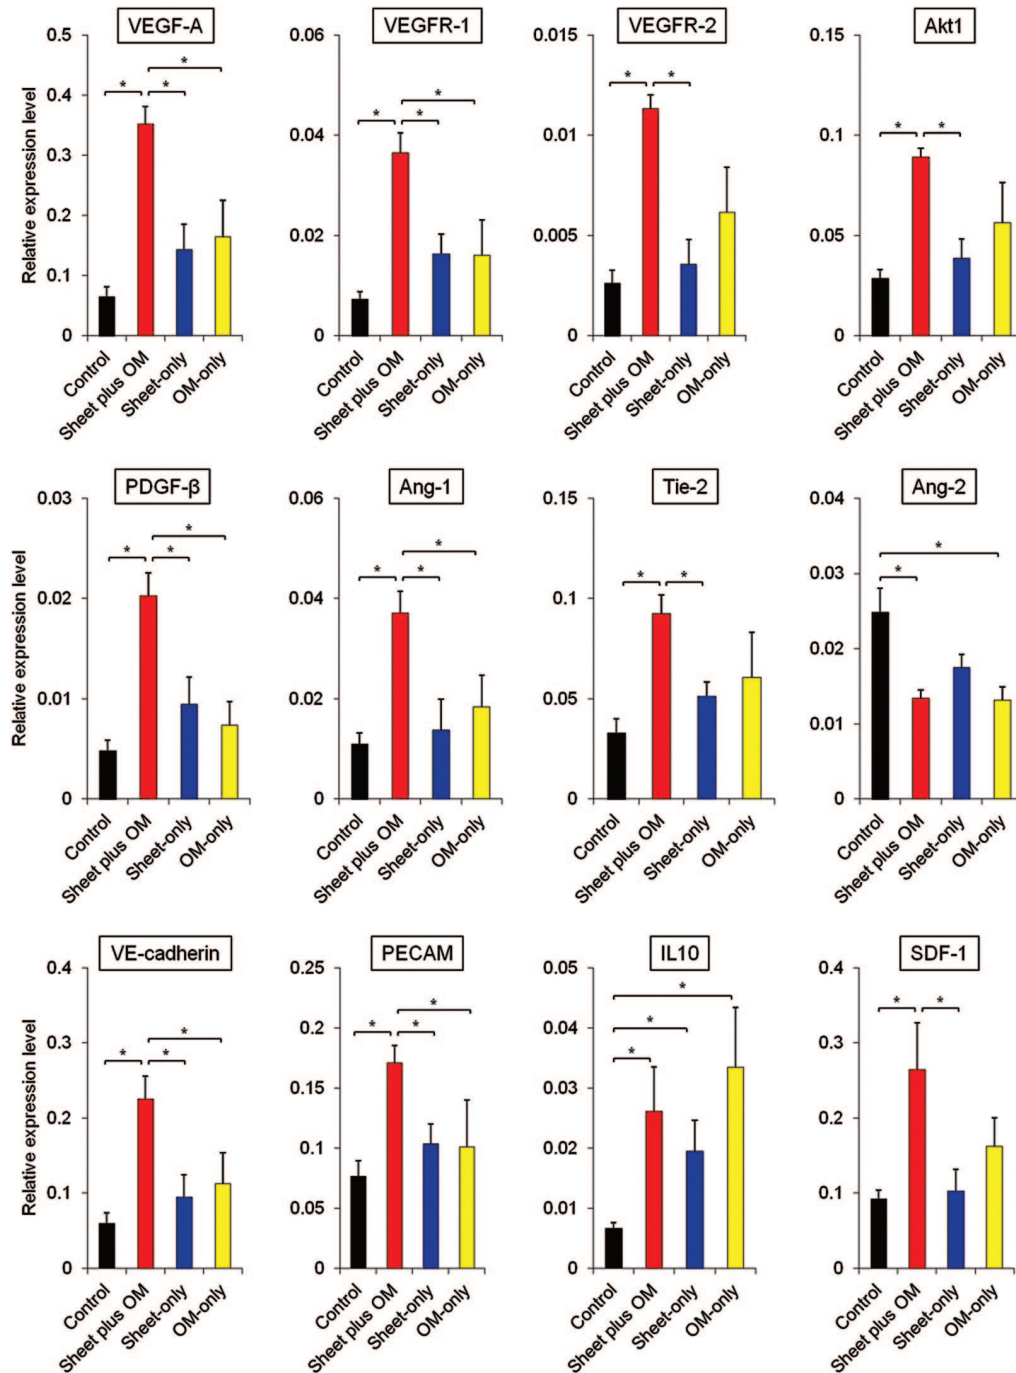 VEGF-A VEGFR-1 VEGFR-2 Akt1
Relative expression level
0.5
0.4
0.3
0.2
0.1
0
* * *
Control Sheet plus OM Sheet-only OM-only
0.06
0.04
0.02
0
* * *
Control Sheet plus OM Sheet-only OM-only
0.015
0.01
0.005
0
* *
Control Sheet plus OM Sheet-only OM-only
0.15
0.1
0.05
0
* *
Control Sheet plus OM Sheet-only OM-only
PDGF-β Ang-1 Tie-2 Ang-2
Relative expression level
0.03
0.02
0.01
0
* * *
Control Sheet plus OM Sheet-only OM-only
0.06
0.04
0.02
0
* * *
Control Sheet plus OM Sheet-only OM-only
0.15
0.1
0.05
0
* *
Control Sheet plus OM Sheet-only OM-only
0.04
0.03
0.02
0.01
0
* *
Control Sheet plus OM Sheet-only OM-only
VE-cadherin PECAM IL10 SDF-1
Relative expression level
0.4
0.3
0.2
0.1
0
* * *
Control Sheet plus OM Sheet-only OM-only
0.25
0.2
0.15
0.1
0.05
0
* * *
Control Sheet plus OM Sheet-only OM-only
0.05
0.04
0.03
0.02
0.01
0
* * *
Control Sheet plus OM Sheet-only OM-only
0.4
0.3
0.2
0.1
0
* *
Control Sheet plus OM Sheet-only OM-only